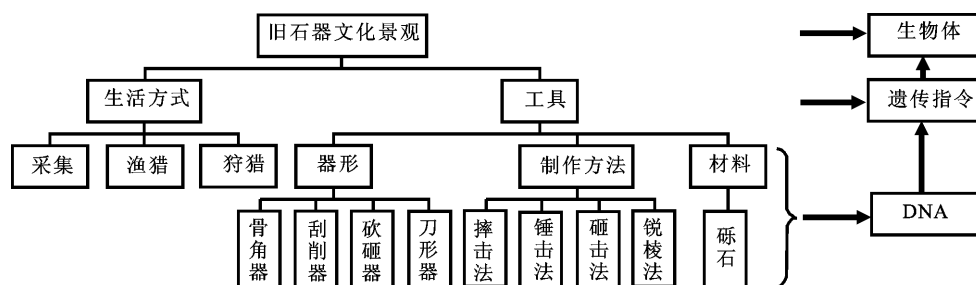 旧石器文化景观
生物体
生活方式
工具
遗传指令
采集
渔猎
狩猎
器形
制作方法
材料
骨角器
刮削器
砍砸器
刀形器
摔击法
锤击法
砸击法
锐棱法
砾石
DNA